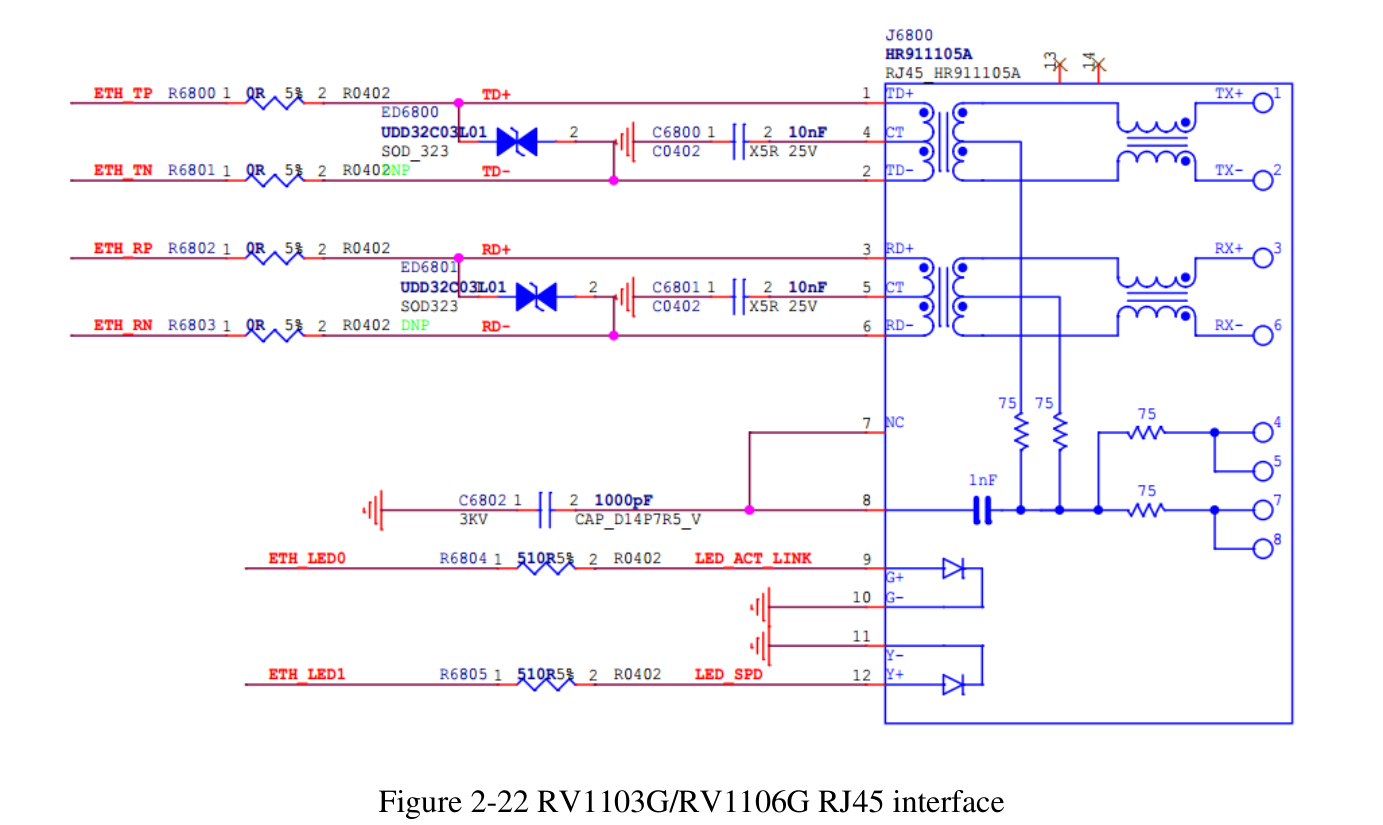 J6800
HR911105A
RJ45_HR911105A
13 14
ETH_TP R6800 1 0R 5% 2 R0402 TD+ 1 TD+ TX+ 1
ED6800
UDD32C03L01 2 C6800 1 2 10nF 4 CT
SOD_323 C0402 X5R 25V
ETH_TN R6801 1 0R 5% 2 R0402 DNP TD- 2 TD- TX- 2
ETH_RP R6802 1 0R 5% 2 R0402 RD+ 3 RD+ RX+ 3
ED6801
UDD32C03L01 2 C6801 1 2 10nF 5 CT
SOD323 C0402 X5R 25V
ETH_RN R6803 1 0R 5% 2 R0402 DNP RD- 6 RD- RX- 6
75 75 75
7 NC 4
5
1nF 75
C6802 1 2 1000pF 8 7
3KV CAP_D14P7R5_V
8
ETH_LED0 R6804 1 510R 5% 2 R0402 LED_ACT_LINK 9
G+
10 G-
11
Y-
ETH_LED1 R6805 1 510R 5% 2 R0402 LED_SPD 12 Y+
Figure 2-22 RV1103G/RV1106G RJ45 interface